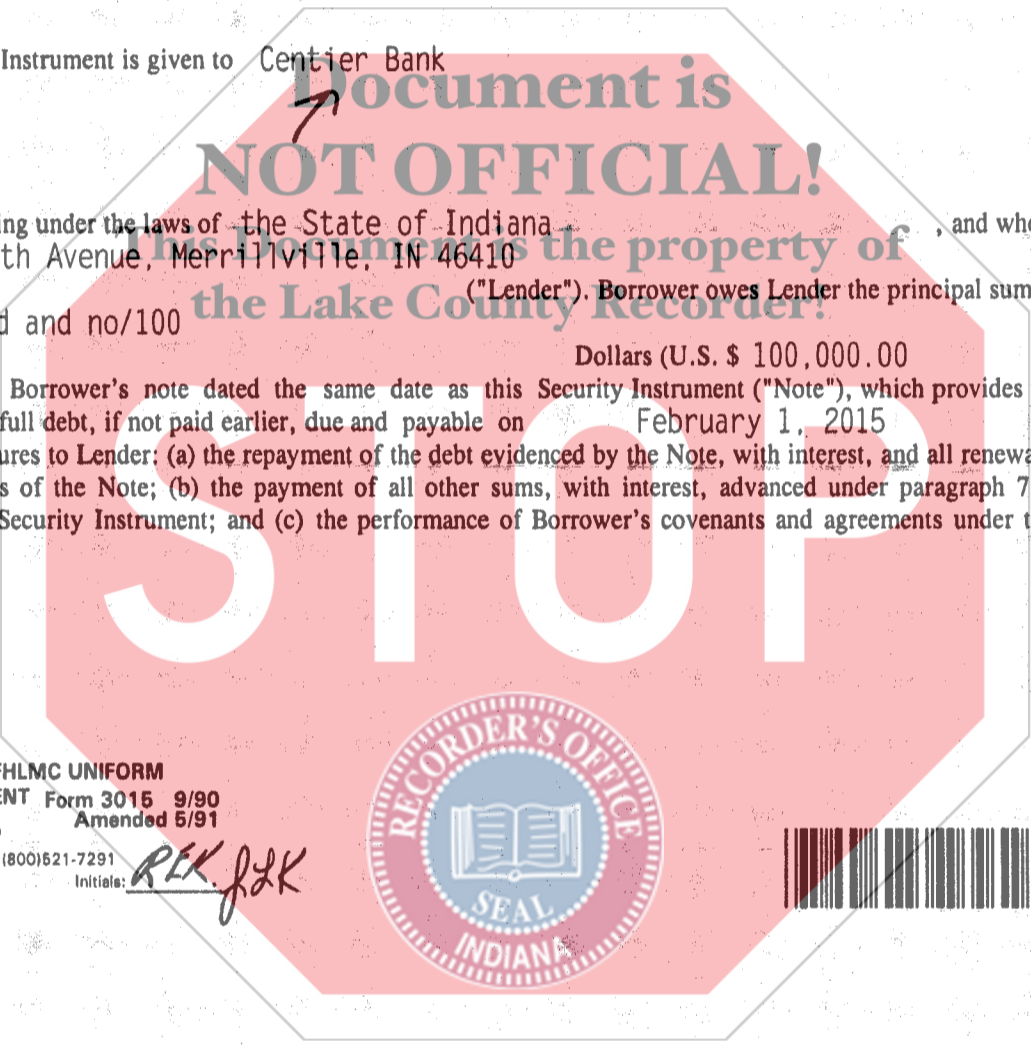 Instrument is given to Centier Bank
Document is
NOT OFFICIAL!
ing under the laws of the State of Indiana , and who
This Document is the property of
th Avenue, Merrillville, IN 46410
("Lender"). Borrower owes Lender the principal sum
the Lake County Recorder!
d and no/100
Dollars (U.S. $ 100,000.00
Borrower's note dated the same date as this Security Instrument ("Note"), which provides
full debt, if not paid earlier, due and payable on February 1, 2015
ures to Lender: (a) the repayment of the debt evidenced by the Note, with interest, and all renewa
s of the Note; (b) the payment of all other sums, with interest, advanced under paragraph 7
Security Instrument; and (c) the performance of Borrower's covenants and agreements under t
STOP
FHLMC UNIFORM
ENT Form 3015 9/90
Amended 5/91
(800)521-7291
Initials: REK JLK
RECORDER'S OFFICE
SEAL
INDIANA